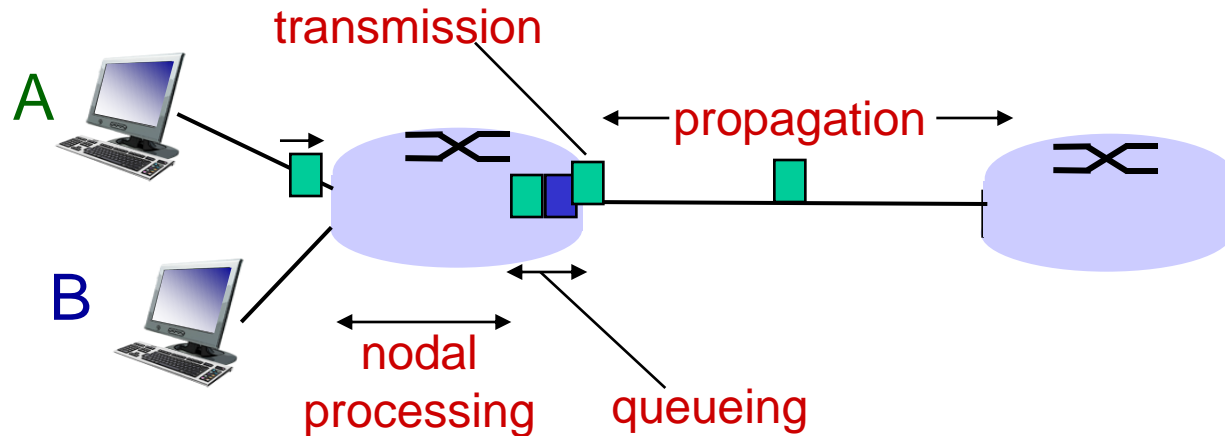 transmission
A
propagation
B
nodal
processing
queueing